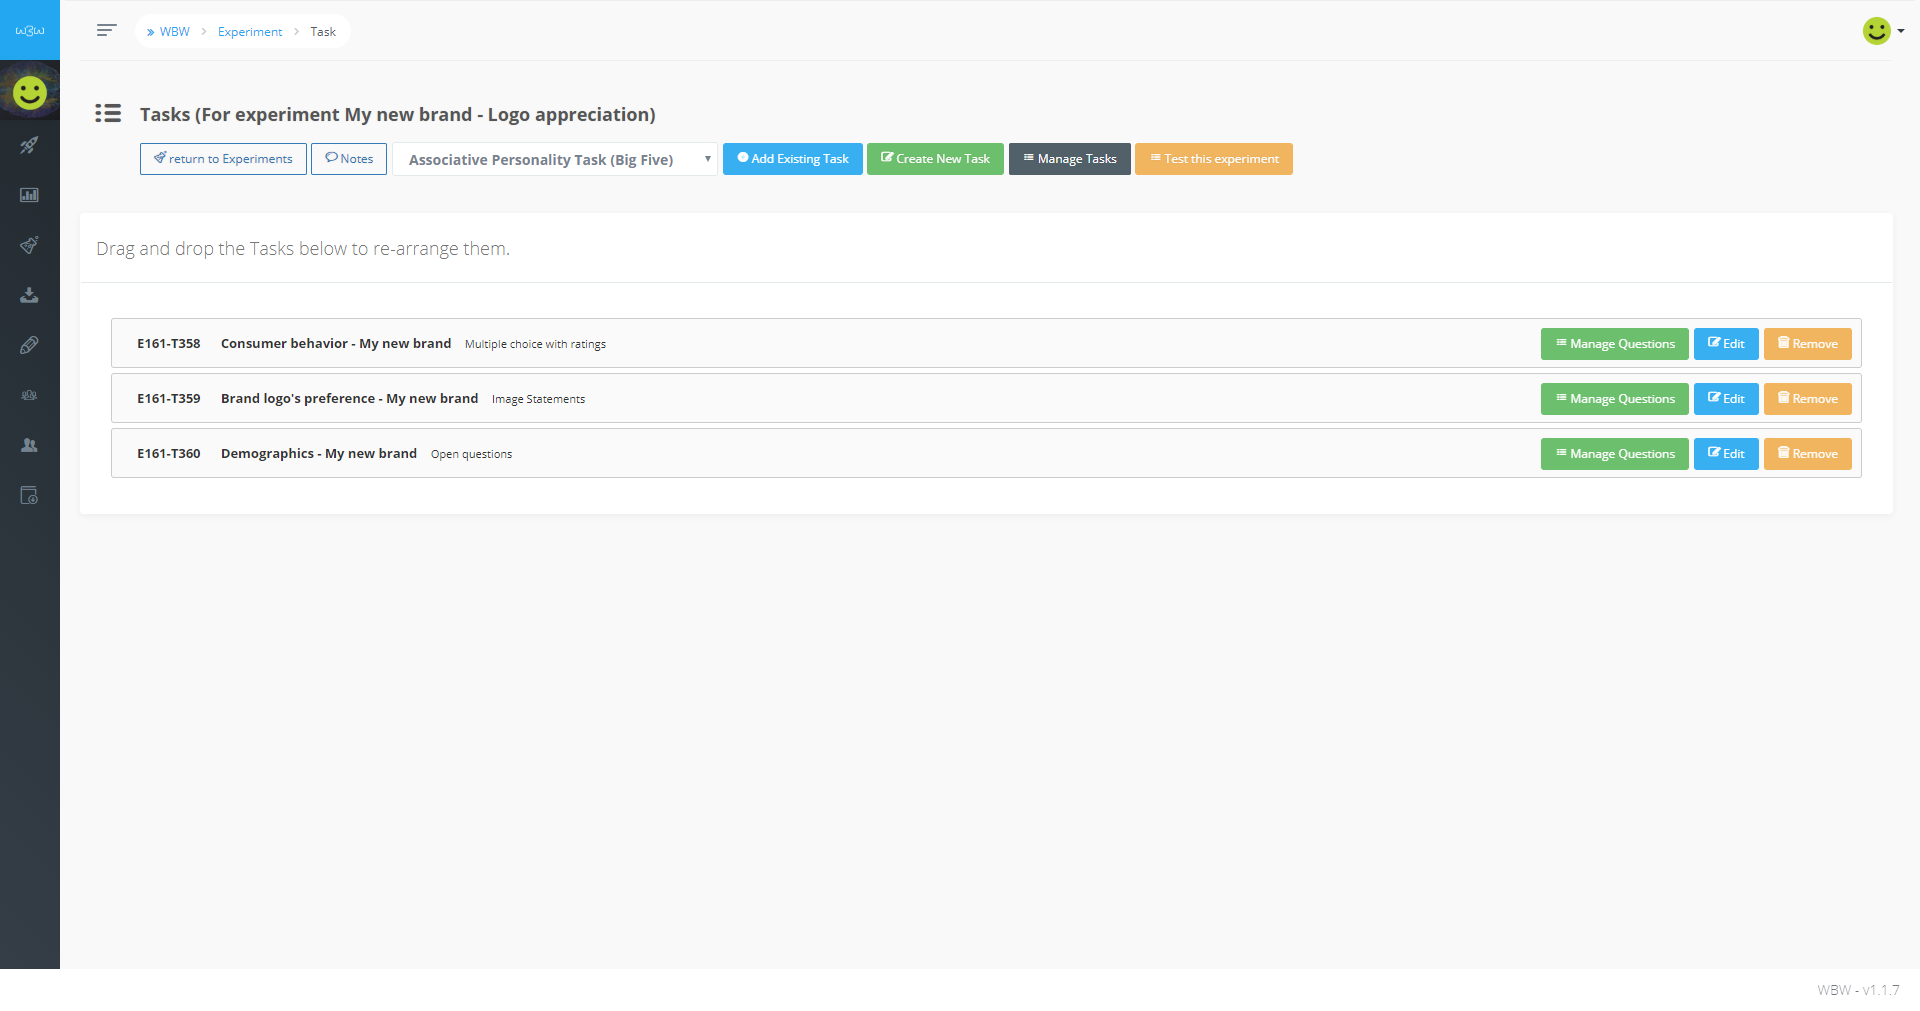 W3W
» WBW > Experiment > Task
Tasks (For experiment My new brand - Logo appreciation)
return to Experiments Notes Associative Personality Task (Big Five) Add Existing Task Create New Task Manage Tasks Test this experiment
Drag and drop the Tasks below to re-arrange them.
E161-T358 Consumer behavior - My new brand Multiple choice with ratings Manage Questions Edit Remove
E161-T359 Brand logo's preference - My new brand Image Statements Manage Questions Edit Remove
E161-T360 Demographics - My new brand Open questions Manage Questions Edit Remove
WBW - v1.1.7